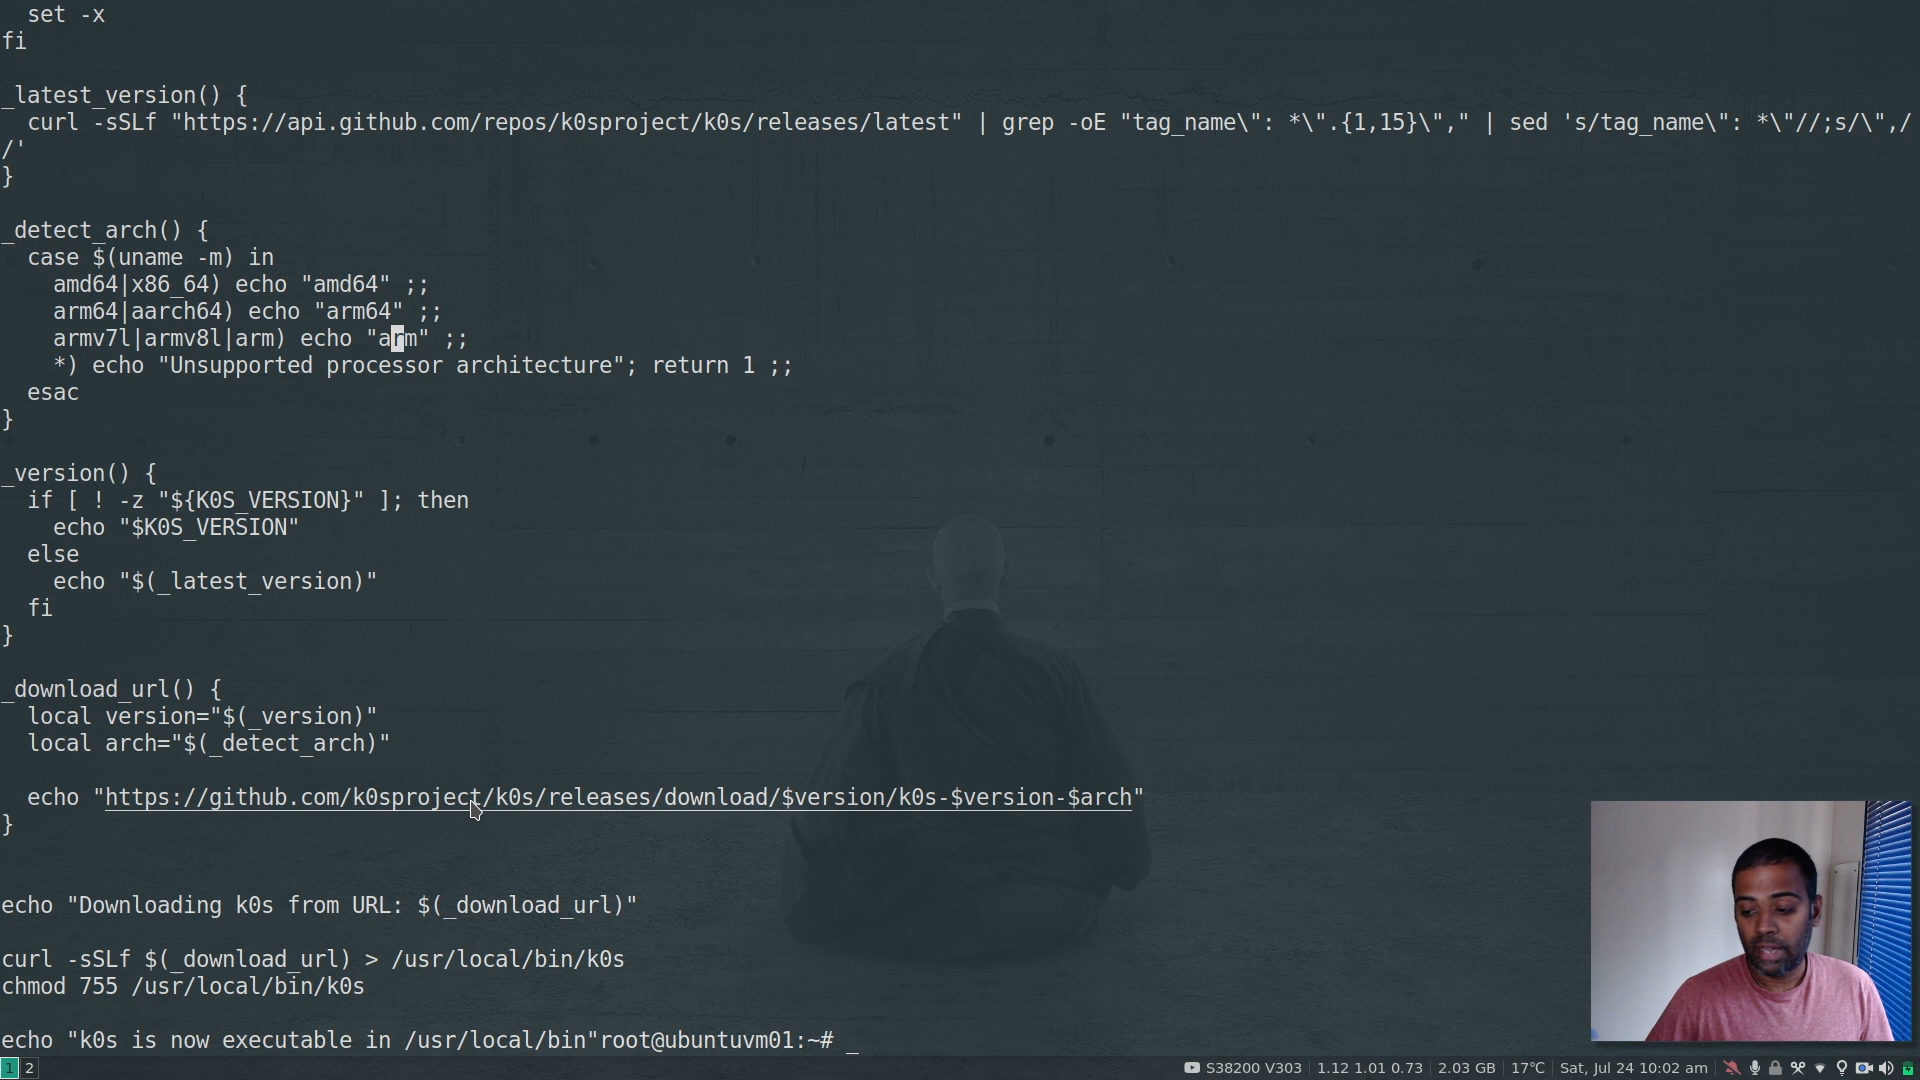 set -x
fi

_latest_version() {
  curl -sSLf "https://api.github.com/repos/k0sproject/k0s/releases/latest" | grep -oE "tag_name\": *\".{1,15}\"," | sed 's/tag_name\": *\"//;s/\",/
/'
}

_detect_arch() {
  case $(uname -m) in
    amd64|x86_64) echo "amd64" ;;
    arm64|aarch64) echo "arm64" ;;
    armv7l|armv8l|arm) echo "arm" ;;
    *) echo "Unsupported processor architecture"; return 1 ;;
  esac
}

_version() {
  if [ ! -z "${K0S_VERSION}" ]; then
    echo "$K0S_VERSION"
  else
    echo "$(_latest_version)"
  fi
}

_download_url() {
  local version="$(_version)"
  local arch="$(_detect_arch)"

  echo "https://github.com/k0sproject/k0s/releases/download/$version/k0s-$version-$arch"
}


echo "Downloading k0s from URL: $(_download_url)"

curl -sSLf $(_download_url) > /usr/local/bin/k0s
chmod 755 /usr/local/bin/k0s

echo "k0s is now executable in /usr/local/bin"root@ubuntuvm01:~# _
1 2 S38200 V303 1.12 1.01 0.73 2.03 GB 17℃ Sat, Jul 24 10:02 am